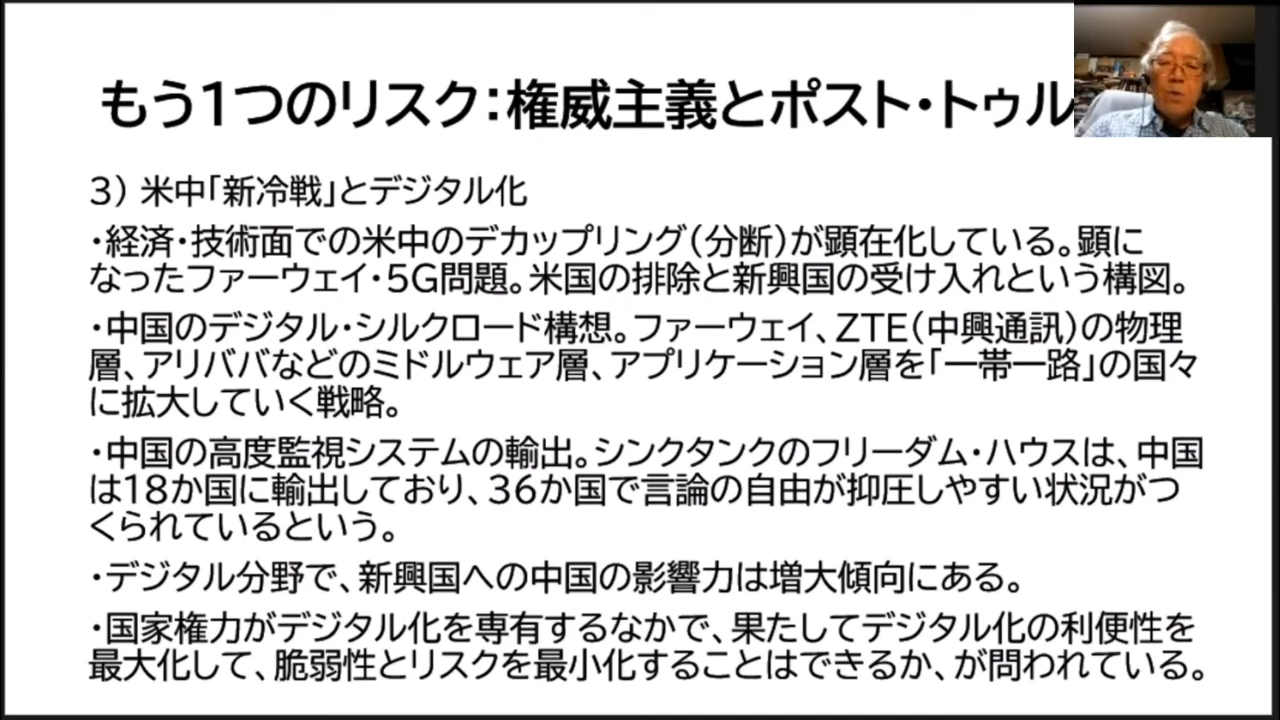 もう1つのリスク：権威主義とポスト・トゥル
3） 米中「新冷戦」とデジタル化
・経済・技術面での米中のデカップリング（分断）が顕在化している。顕に
なったファーウェイ・5G問題。米国の排除と新興国の受け入れという構図。
・中国のデジタル・シルクロード構想。ファーウェイ、ZTE（中興通訊）の物理
層、アリババなどのミドルウェア層、アプリケーション層を「一帯一路」の国々
に拡大していく戦略。
・中国の高度監視システムの輸出。シンクタンクのフリーダム・ハウスは、中国
は18か国に輸出しており、36か国で言論の自由が抑圧しやすい状況がつ
くられているという。
・デジタル分野で、新興国への中国の影響力は増大傾向にある。
・国家権力がデジタル化を専有するなかで、果たしてデジタル化の利便性を
最大化して、脆弱性とリスクを最小化することはできるか、が問われている。